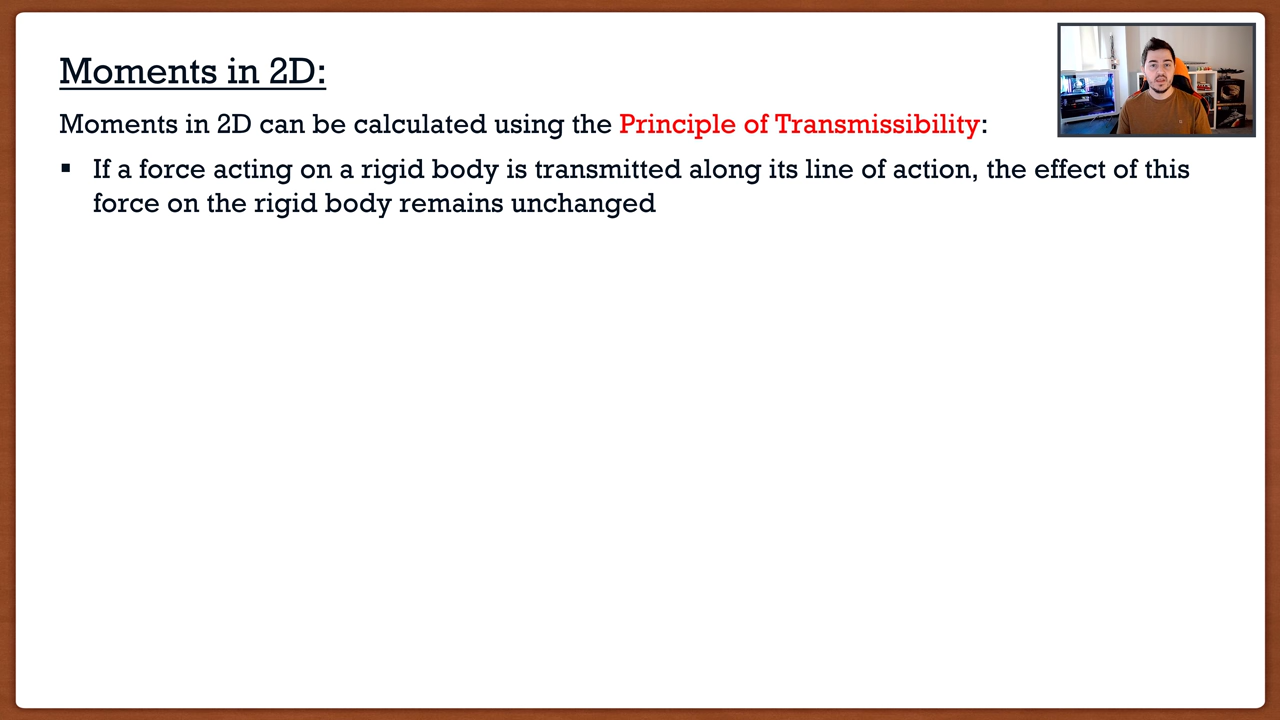 Moments in 2D:
Moments in 2D can be calculated using the Principle of Transmissibility:
▪ If a force acting on a rigid body is transmitted along its line of action, the effect of this
force on the rigid body remains unchanged